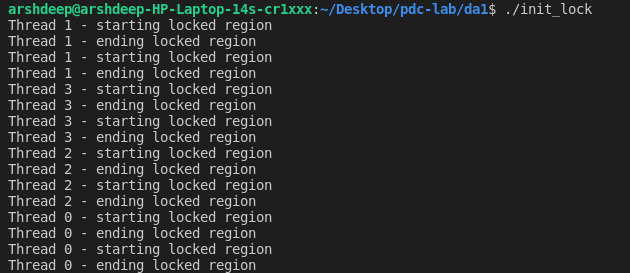 arshdeep@arshdeep-HP-Laptop-14s-cr1xxx:~/Desktop/pdc-lab/da1$ ./init_lock
Thread 1 - starting locked region
Thread 1 - ending locked region
Thread 1 - starting locked region
Thread 1 - ending locked region
Thread 3 - starting locked region
Thread 3 - ending locked region
Thread 3 - starting locked region
Thread 3 - ending locked region
Thread 2 - starting locked region
Thread 2 - ending locked region
Thread 2 - starting locked region
Thread 2 - ending locked region
Thread 0 - starting locked region
Thread 0 - ending locked region
Thread 0 - starting locked region
Thread 0 - ending locked region